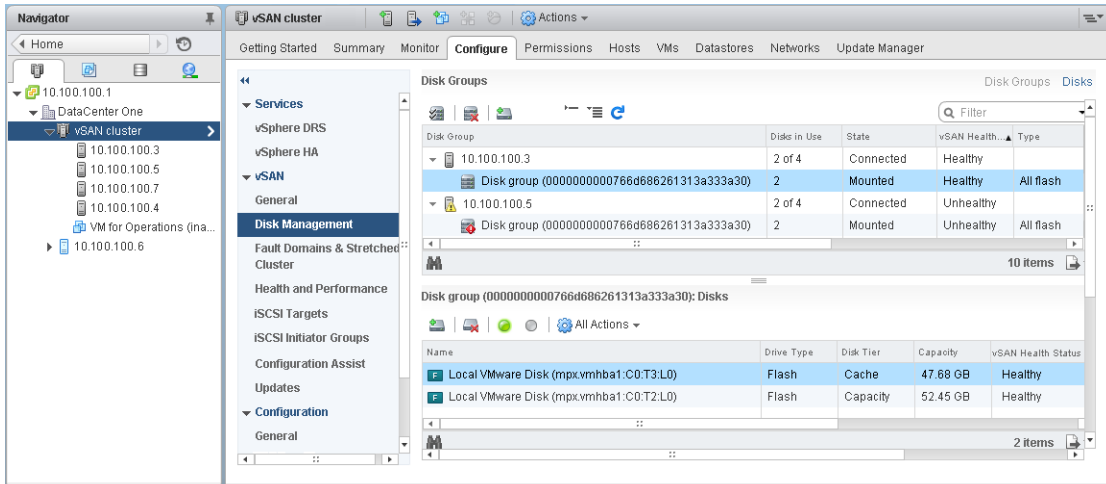 Navigator
Home
10.100.100.1
DataCenter One
vSAN cluster
10.100.100.3
10.100.100.5
10.100.100.7
10.100.100.4
VM for Operations (ina...
10.100.100.6
vSAN cluster
Actions
Getting Started Summary Monitor Configure Permissions Hosts VMs Datastores Networks Update Manager
Services
vSphere DRS
vSphere HA
vSAN
General
Disk Management
Fault Domains & Stretched
Cluster
Health and Performance
iSCSI Targets
iSCSI Initiator Groups
Configuration Assist
Updates
Configuration
General
Disk Groups
Disk Groups Disks
Filter
Disk Group Disks in Use State vSAN Health... Type
10.100.100.3 2 of 4 Connected Healthy
Disk group (0000000000766d686261313a333a30) 2 Mounted Healthy All flash
10.100.100.5 2 of 4 Connected Unhealthy
Disk group (0000000000766d686261313a333a30) 2 Mounted Unhealthy All flash
10 items
Disk group (0000000000766d686261313a333a30): Disks
All Actions
Name Drive Type Disk Tier Capacity vSAN Health Status
F Local VMware Disk (mpx.vmhba1:C0:T3:L0) Flash Cache 47.68 GB Healthy
F Local VMware Disk (mpx.vmhba1:C0:T2:L0) Flash Capacity 52.45 GB Healthy
2 items